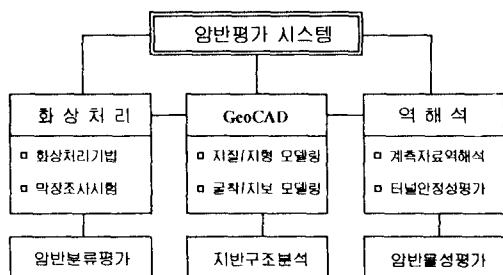 암반평가 시스템
화 상 처 리
GeoCAD
역 해 석
▫ 화상처리기법
▫ 막장조사시험
▫ 지질/지형 모델링
▫ 굴착/지보 모델링
▫ 계측자료역해석
▫ 터널안정성평가
암반분류평가
지반구조분석
암반물성평가